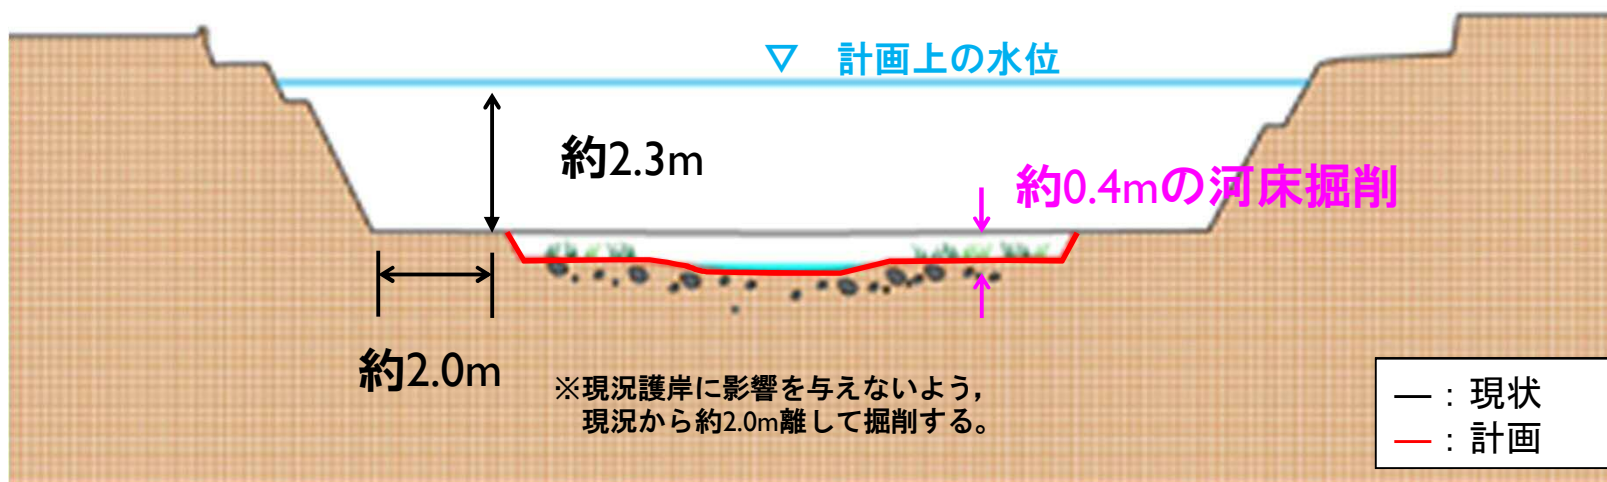 ▽ 計画上の水位
約2.3m
約0.4mの河床掘削
約2.0m
※現況護岸に影響を与えないよう，
現況から約2.0m離して掘削する。
―：現状
―：計画